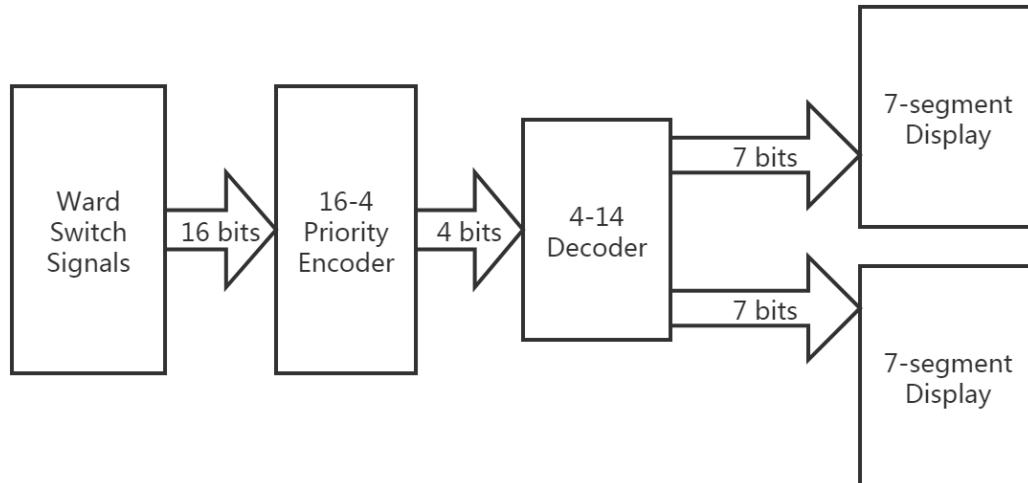 Ward
Switch
Signals
16 bits
16-4
Priority
Encoder
4 bits
4-14
Decoder
7 bits
7-segment
Display
7 bits
7-segment
Display